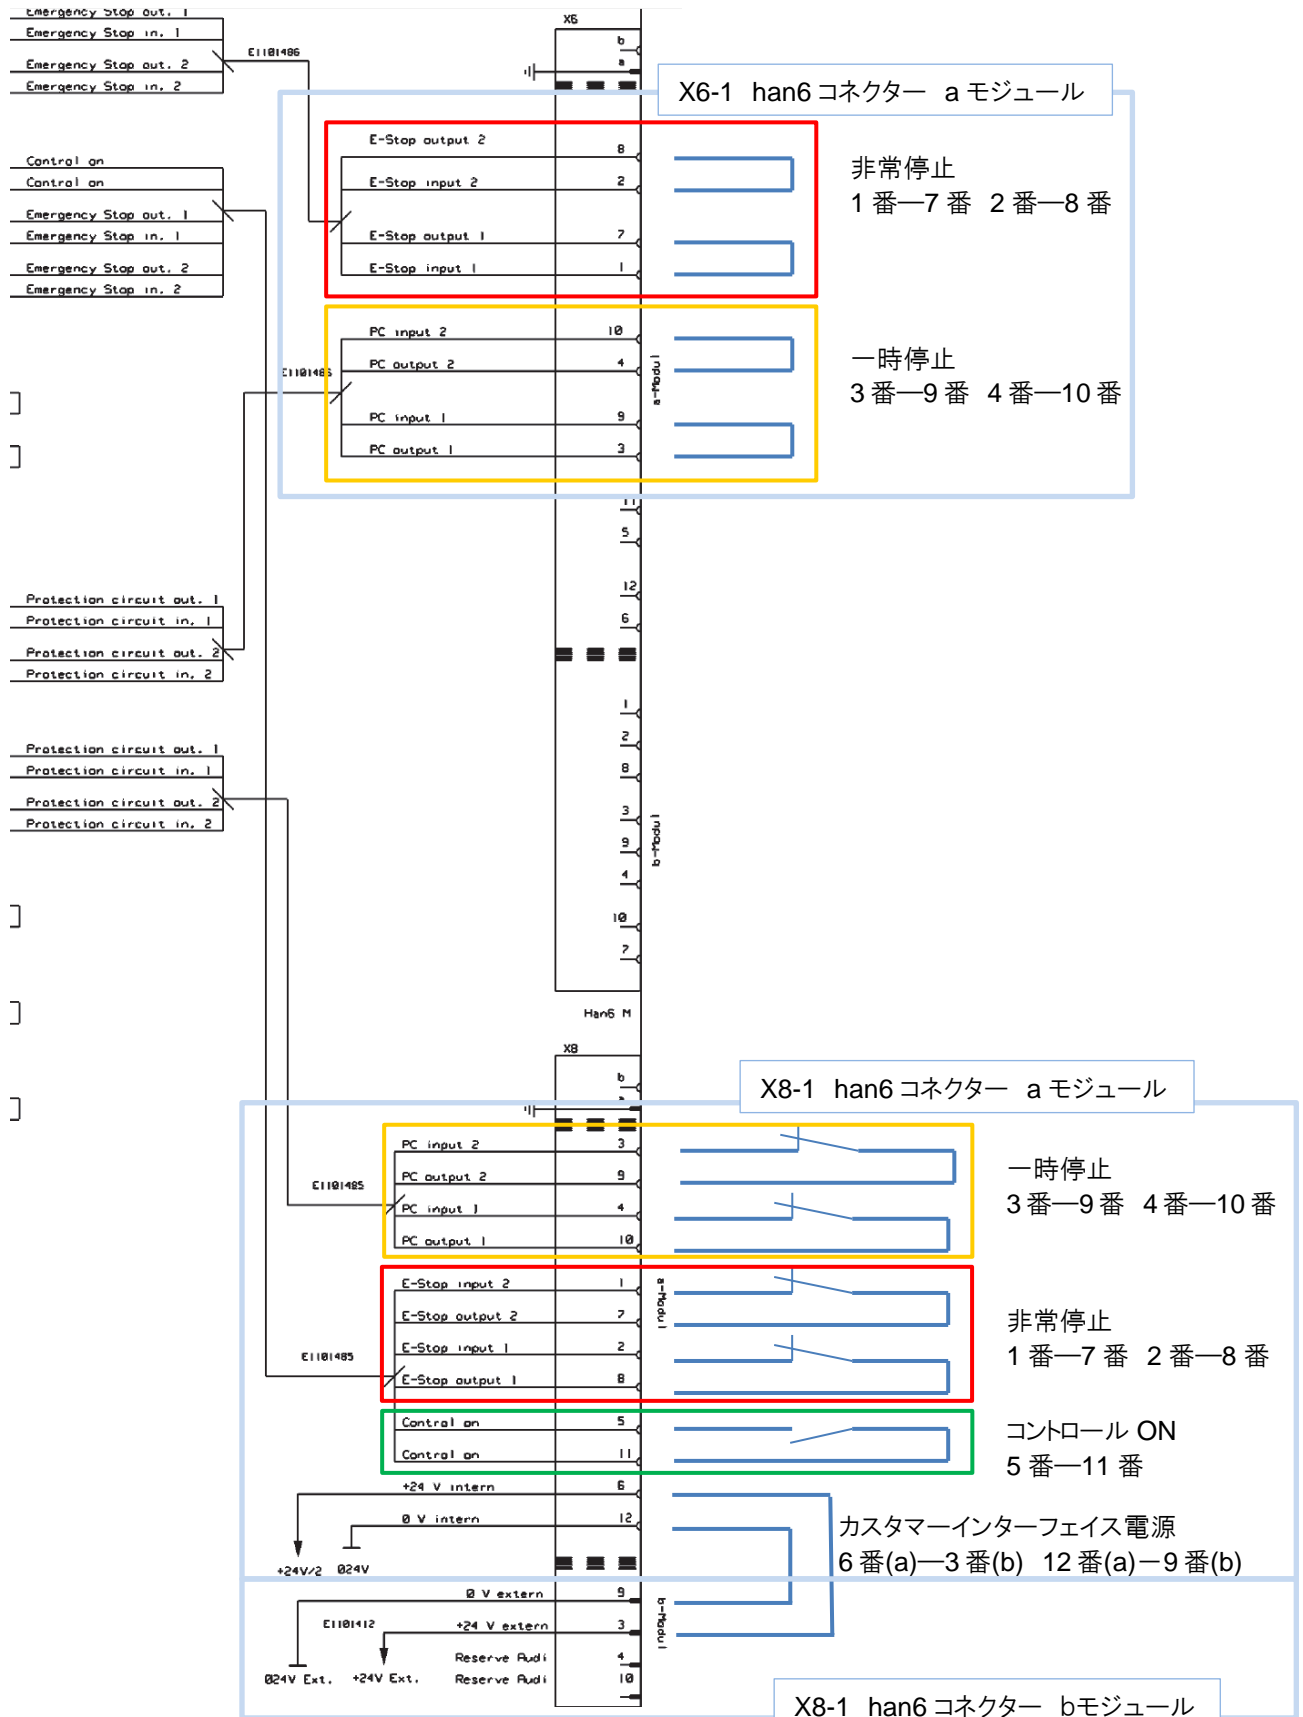 Emergency Stop out. 1
Emergency Stop in. 1
Emergency Stop out. 2
Emergency Stop in. 2
E1101486
X6
b
a
X6-1 han6 コネクター a モジュール
E-Stop output 2
8
E-Stop input 2
2
E-Stop output 1
7
E-Stop input 1
1
非常停止
1 番―7 番 2 番―8 番
Control on
Control on
Emergency Stop out. 1
Emergency Stop in. 1
Emergency Stop out. 2
Emergency Stop in. 2
PC input 2
10
PC output 2
4
PC input 1
9
PC output 1
3
E1101486
a-Modul
一時停止
3 番―9 番 4 番―10 番
11
5
12
6
Protection circuit out. 1
Protection circuit in. 1
Protection circuit out. 2
Protection circuit in. 2
Protection circuit out. 1
Protection circuit in. 1
Protection circuit out. 2
Protection circuit in. 2
1
2
8
3
9
4
10
7
b-Modul
Han6 M
X8
b
X8-1 han6 コネクター a モジュール
PC input 2
3
PC output 2
9
PC input 1
4
PC output 1
10
E1101485
一時停止
3 番―9 番 4 番―10 番
E-Stop input 2
1
E-Stop output 2
7
E-Stop input 1
2
E-Stop output 1
8
E1101485
a-Modul
非常停止
1 番―7 番 2 番―8 番
Control on
5
Control on
11
コントロール ON
5 番―11 番
+24 V intern
6
0 V intern
12
+24V/2 024V
カスタマーインターフェイス電源
6 番(a)―3 番(b) 12 番(a)－9 番(b)
0 V extern
9
E1101412
+24 V extern
3
Reserve Audi
4
Reserve Audi
10
024V Ext. +24V Ext.
b-Modul
X8-1 han6 コネクター bモジュール